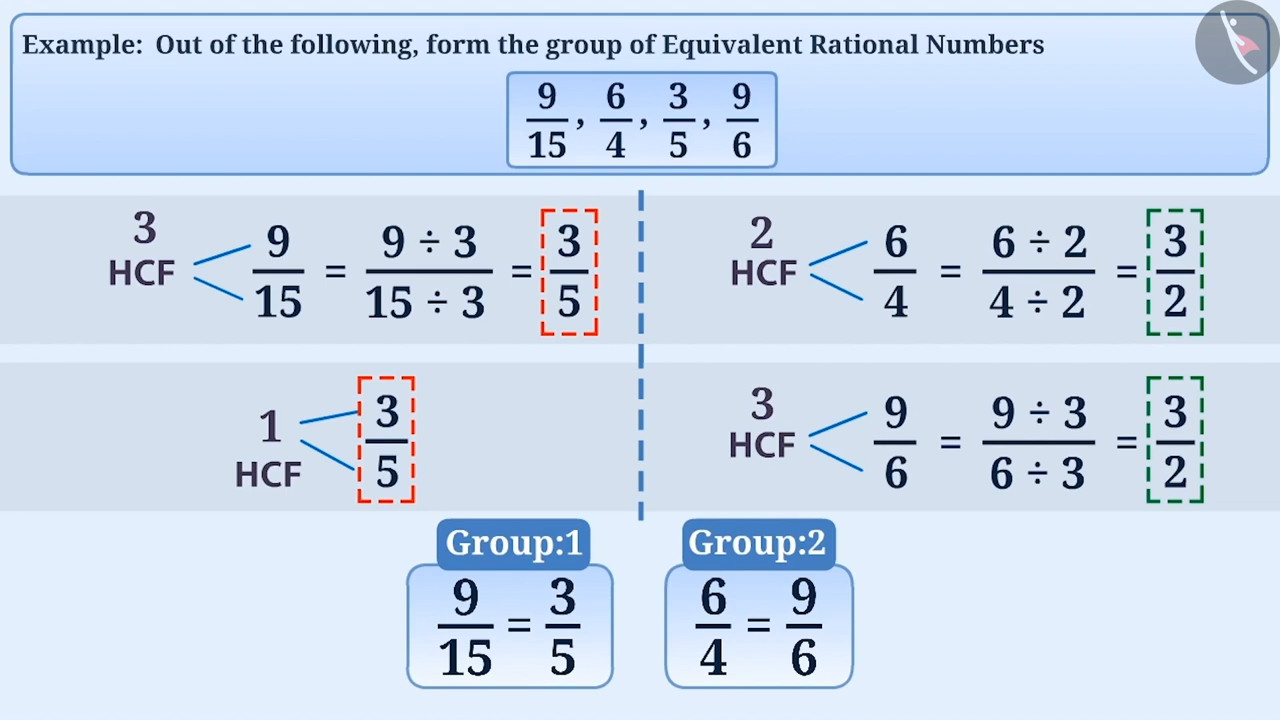 Example: Out of the following, form the group of Equivalent Rational Numbers
9/15, 6/4, 3/5, 9/6
3 HCF 9/15 = 9 ÷ 3/15 ÷ 3 = 3/5
2 HCF 6/4 = 6 ÷ 2/4 ÷ 2 = 3/2
1 HCF 3/5
3 HCF 9/6 = 9 ÷ 3/6 ÷ 3 = 3/2
Group:1
9/15 = 3/5
Group:2
6/4 = 9/6